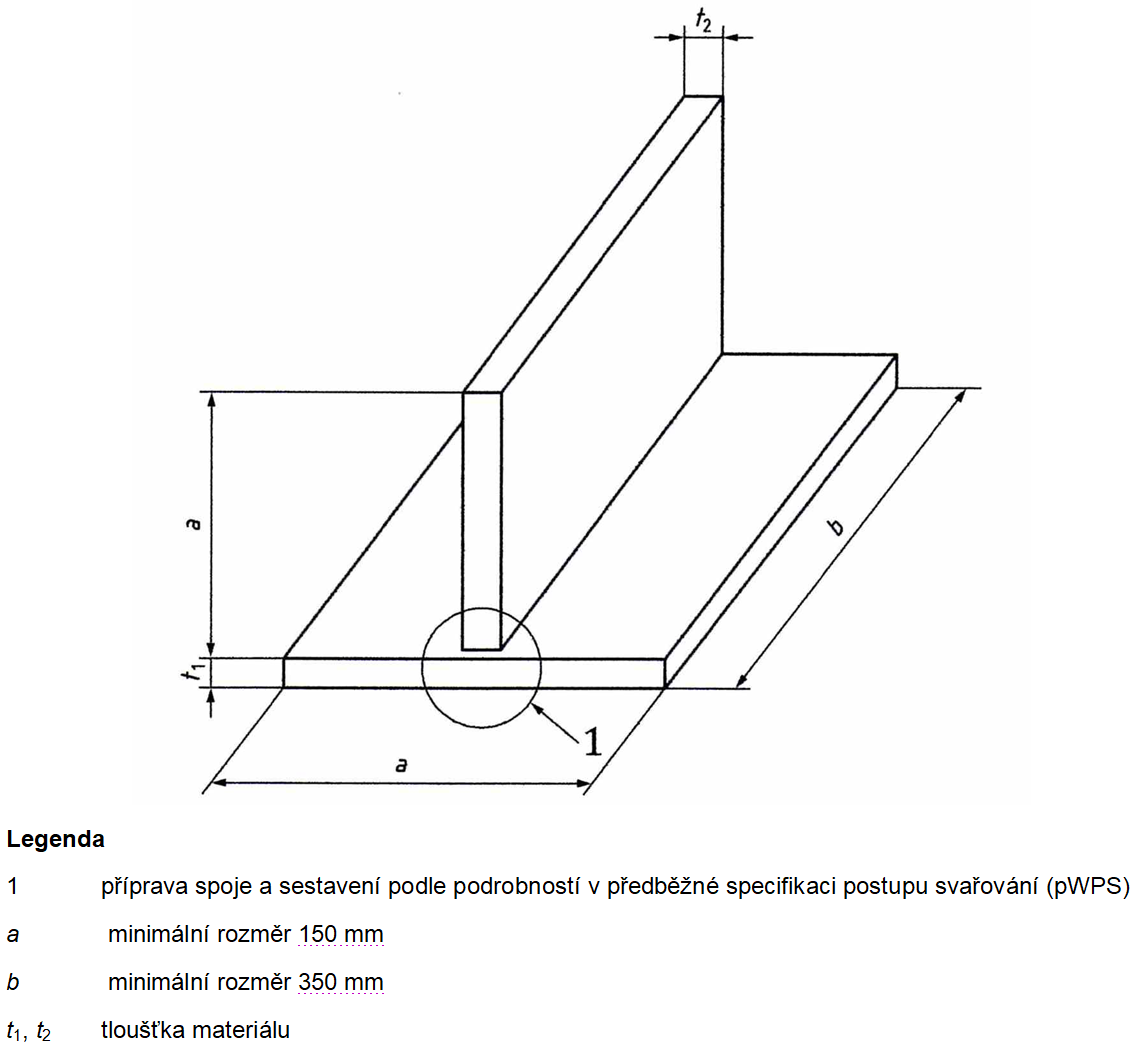 t2
a
b
t1
1
a
Legenda
1 příprava spoje a sestavení podle podrobností v předběžné specifikaci postupu svařování (pWPS)
a minimální rozměr 150 mm
b minimální rozměr 350 mm
t1, t2 tloušťka materiálu